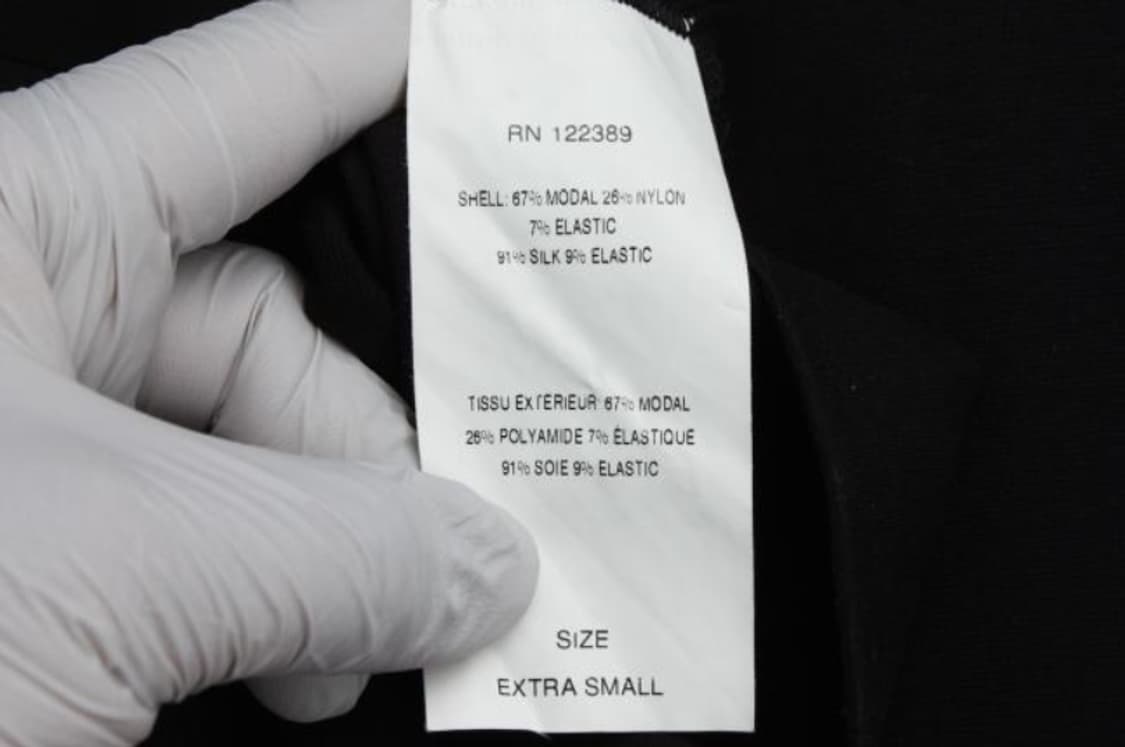 RN 122389
SHELL: 67% MODAL 26% NYLON
7% ELASTIC
91% SILK 9% ELASTIC
TISSU EXTÉRIEUR: 67% MODAL
26% POLYAMIDE 7% ÉLASTIQUE
91% SOIE 9% ELASTIC
SIZE
EXTRA SMALL